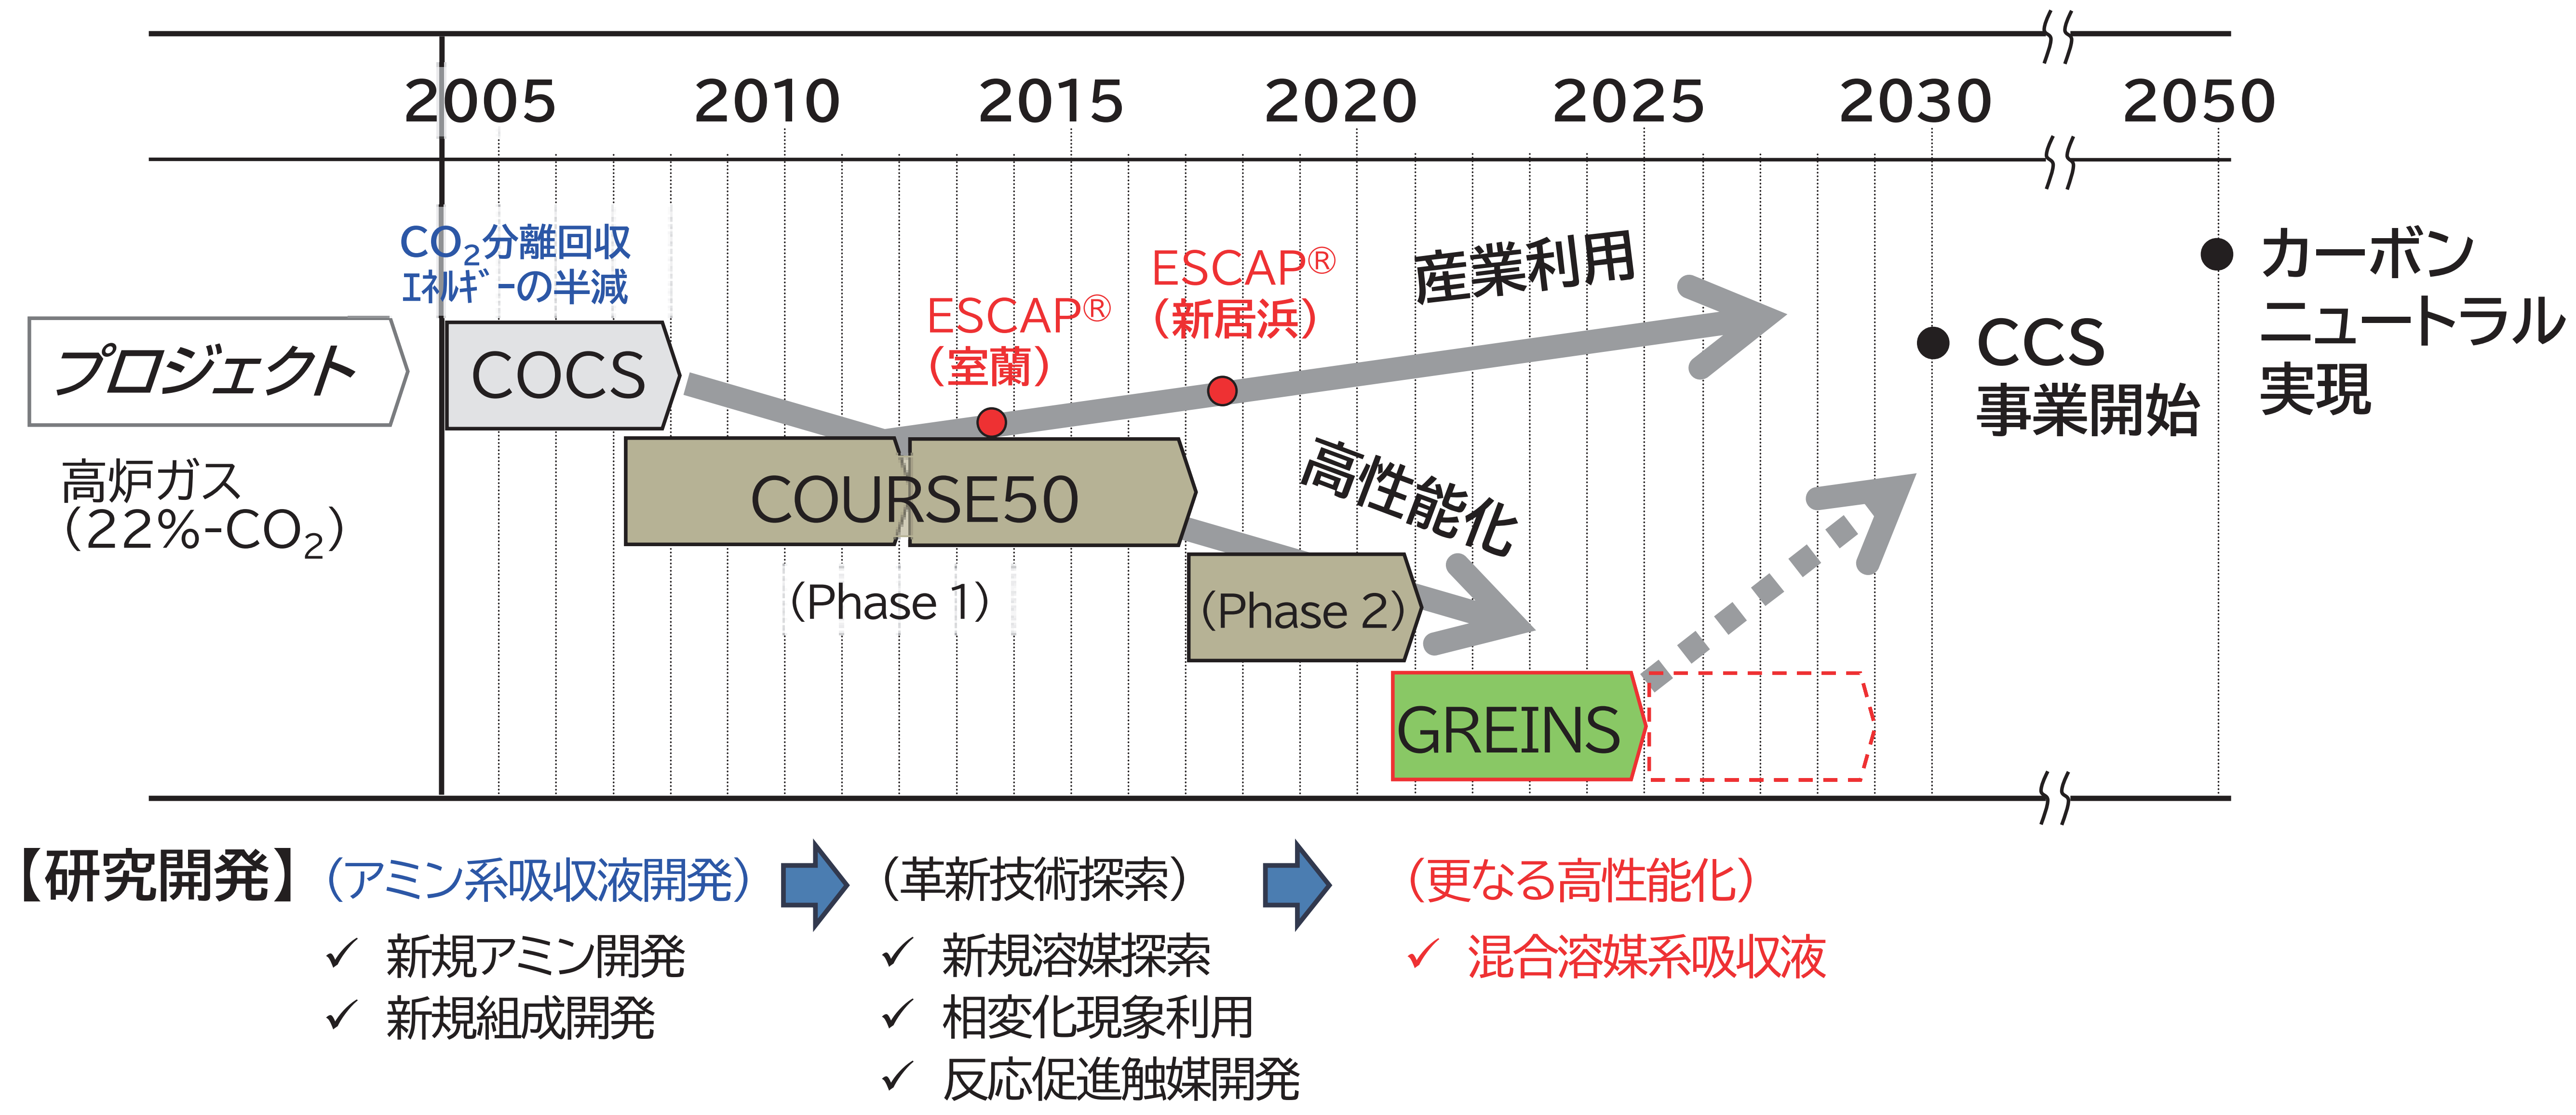 2005 2010 2015 2020 2025 2030 2050
CO₂分離回収
ｴﾈﾙｷﾞｰの半減
プロジェクト
COCS
高炉ガス
（22%-CO₂）
ESCAP®
（室蘭）
ESCAP®
（新居浜）
産業利用
COURSE50
（Phase 1）
高性能化
（Phase 2）
GREINS
CCS
事業開始
カーボン
ニュートラル
実現
【研究開発】（アミン系吸収液開発） （革新技術探索） （更なる高性能化）
✓ 新規アミン開発
✓ 新規組成開発
✓ 新規溶媒探索
✓ 相変化現象利用
✓ 反応促進触媒開発
✓ 混合溶媒系吸収液